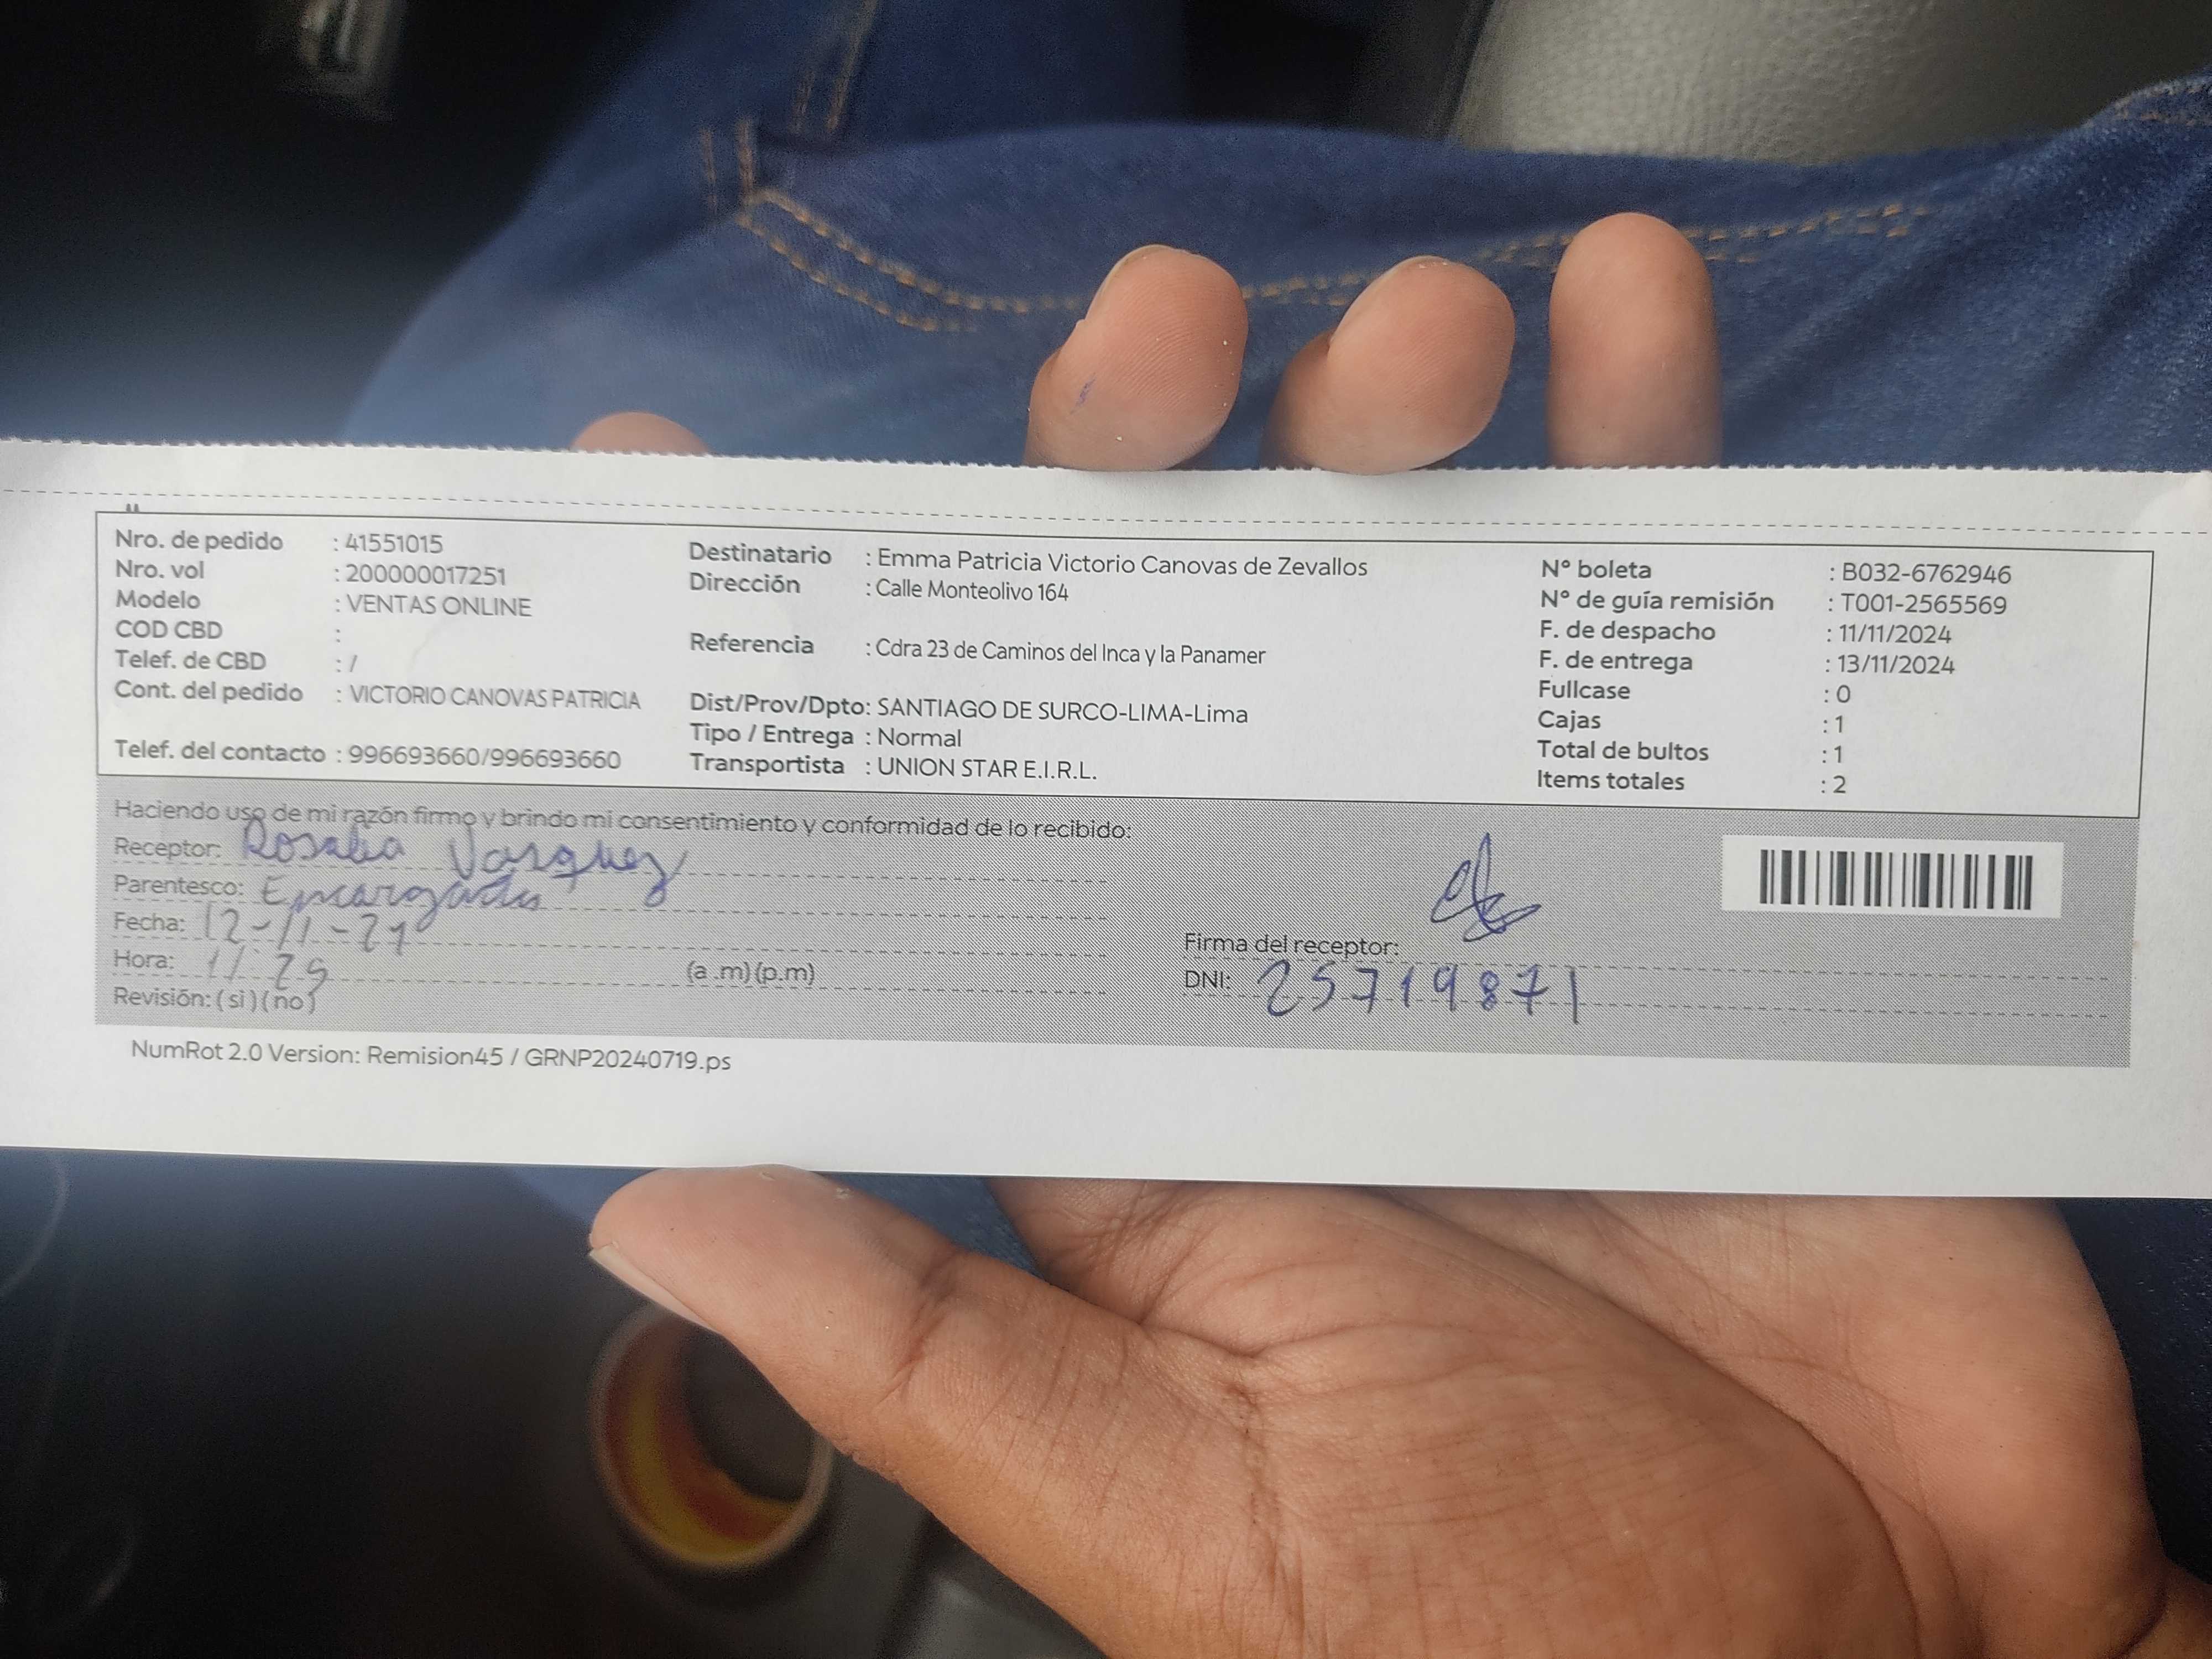 Nro. de pedido : 41551015
Nro. vol : 200000017251
Modelo : VENTAS ONLINE
COD CBD :
Telef. de CBD : /
Cont. del pedido : VICTORIO CANOVAS PATRICIA
Telef. del contacto : 996693660/996693660
Destinatario : Emma Patricia Victorio Canovas de Zevallos
Dirección : Calle Monteolivo 164
Referencia : Cdra 23 de Caminos del Inca y la Panamer
Dist/Prov/Dpto: SANTIAGO DE SURCO-LIMA-Lima
Tipo / Entrega : Normal
Transportista : UNION STAR E.I.R.L.
N° boleta : B032-6762946
N° de guía remisión : T001-2565569
F. de despacho : 11/11/2024
F. de entrega : 13/11/2024
Fullcase : 0
Cajas : 1
Total de bultos : 1
Items totales : 2
Haciendo uso de mi razón firmo y brindo mi consentimiento y conformidad de lo recibido:
Receptor: Rosalia Vasquez
Parentesco:
Fecha: 12-11-
Hora: (a .m)(p.m)
Revisión: (si)(no)
Firma del receptor:
DNI: 25719871
NumRot 2.0 Version: Remision45 / GRNP20240719.ps